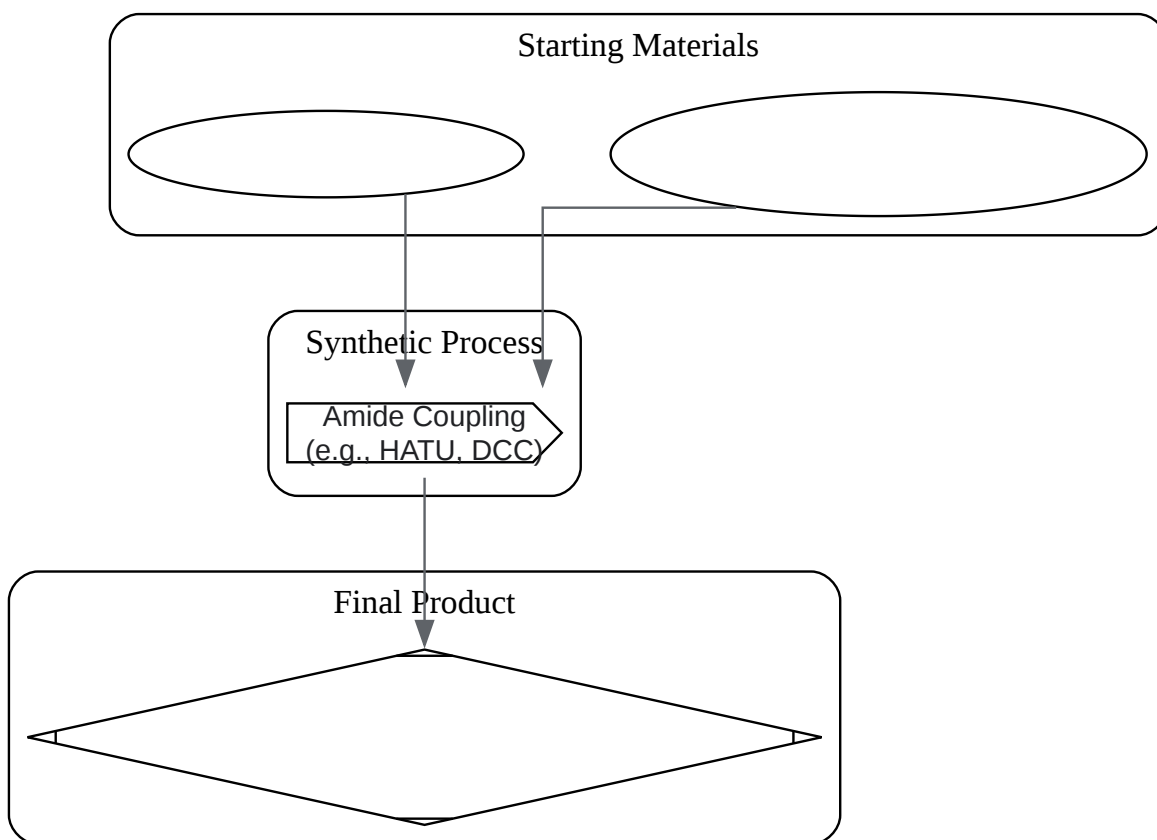 Starting Materials
Synthetic Process
Amide Coupling
(e.g., HATU, DCC)
Final Product